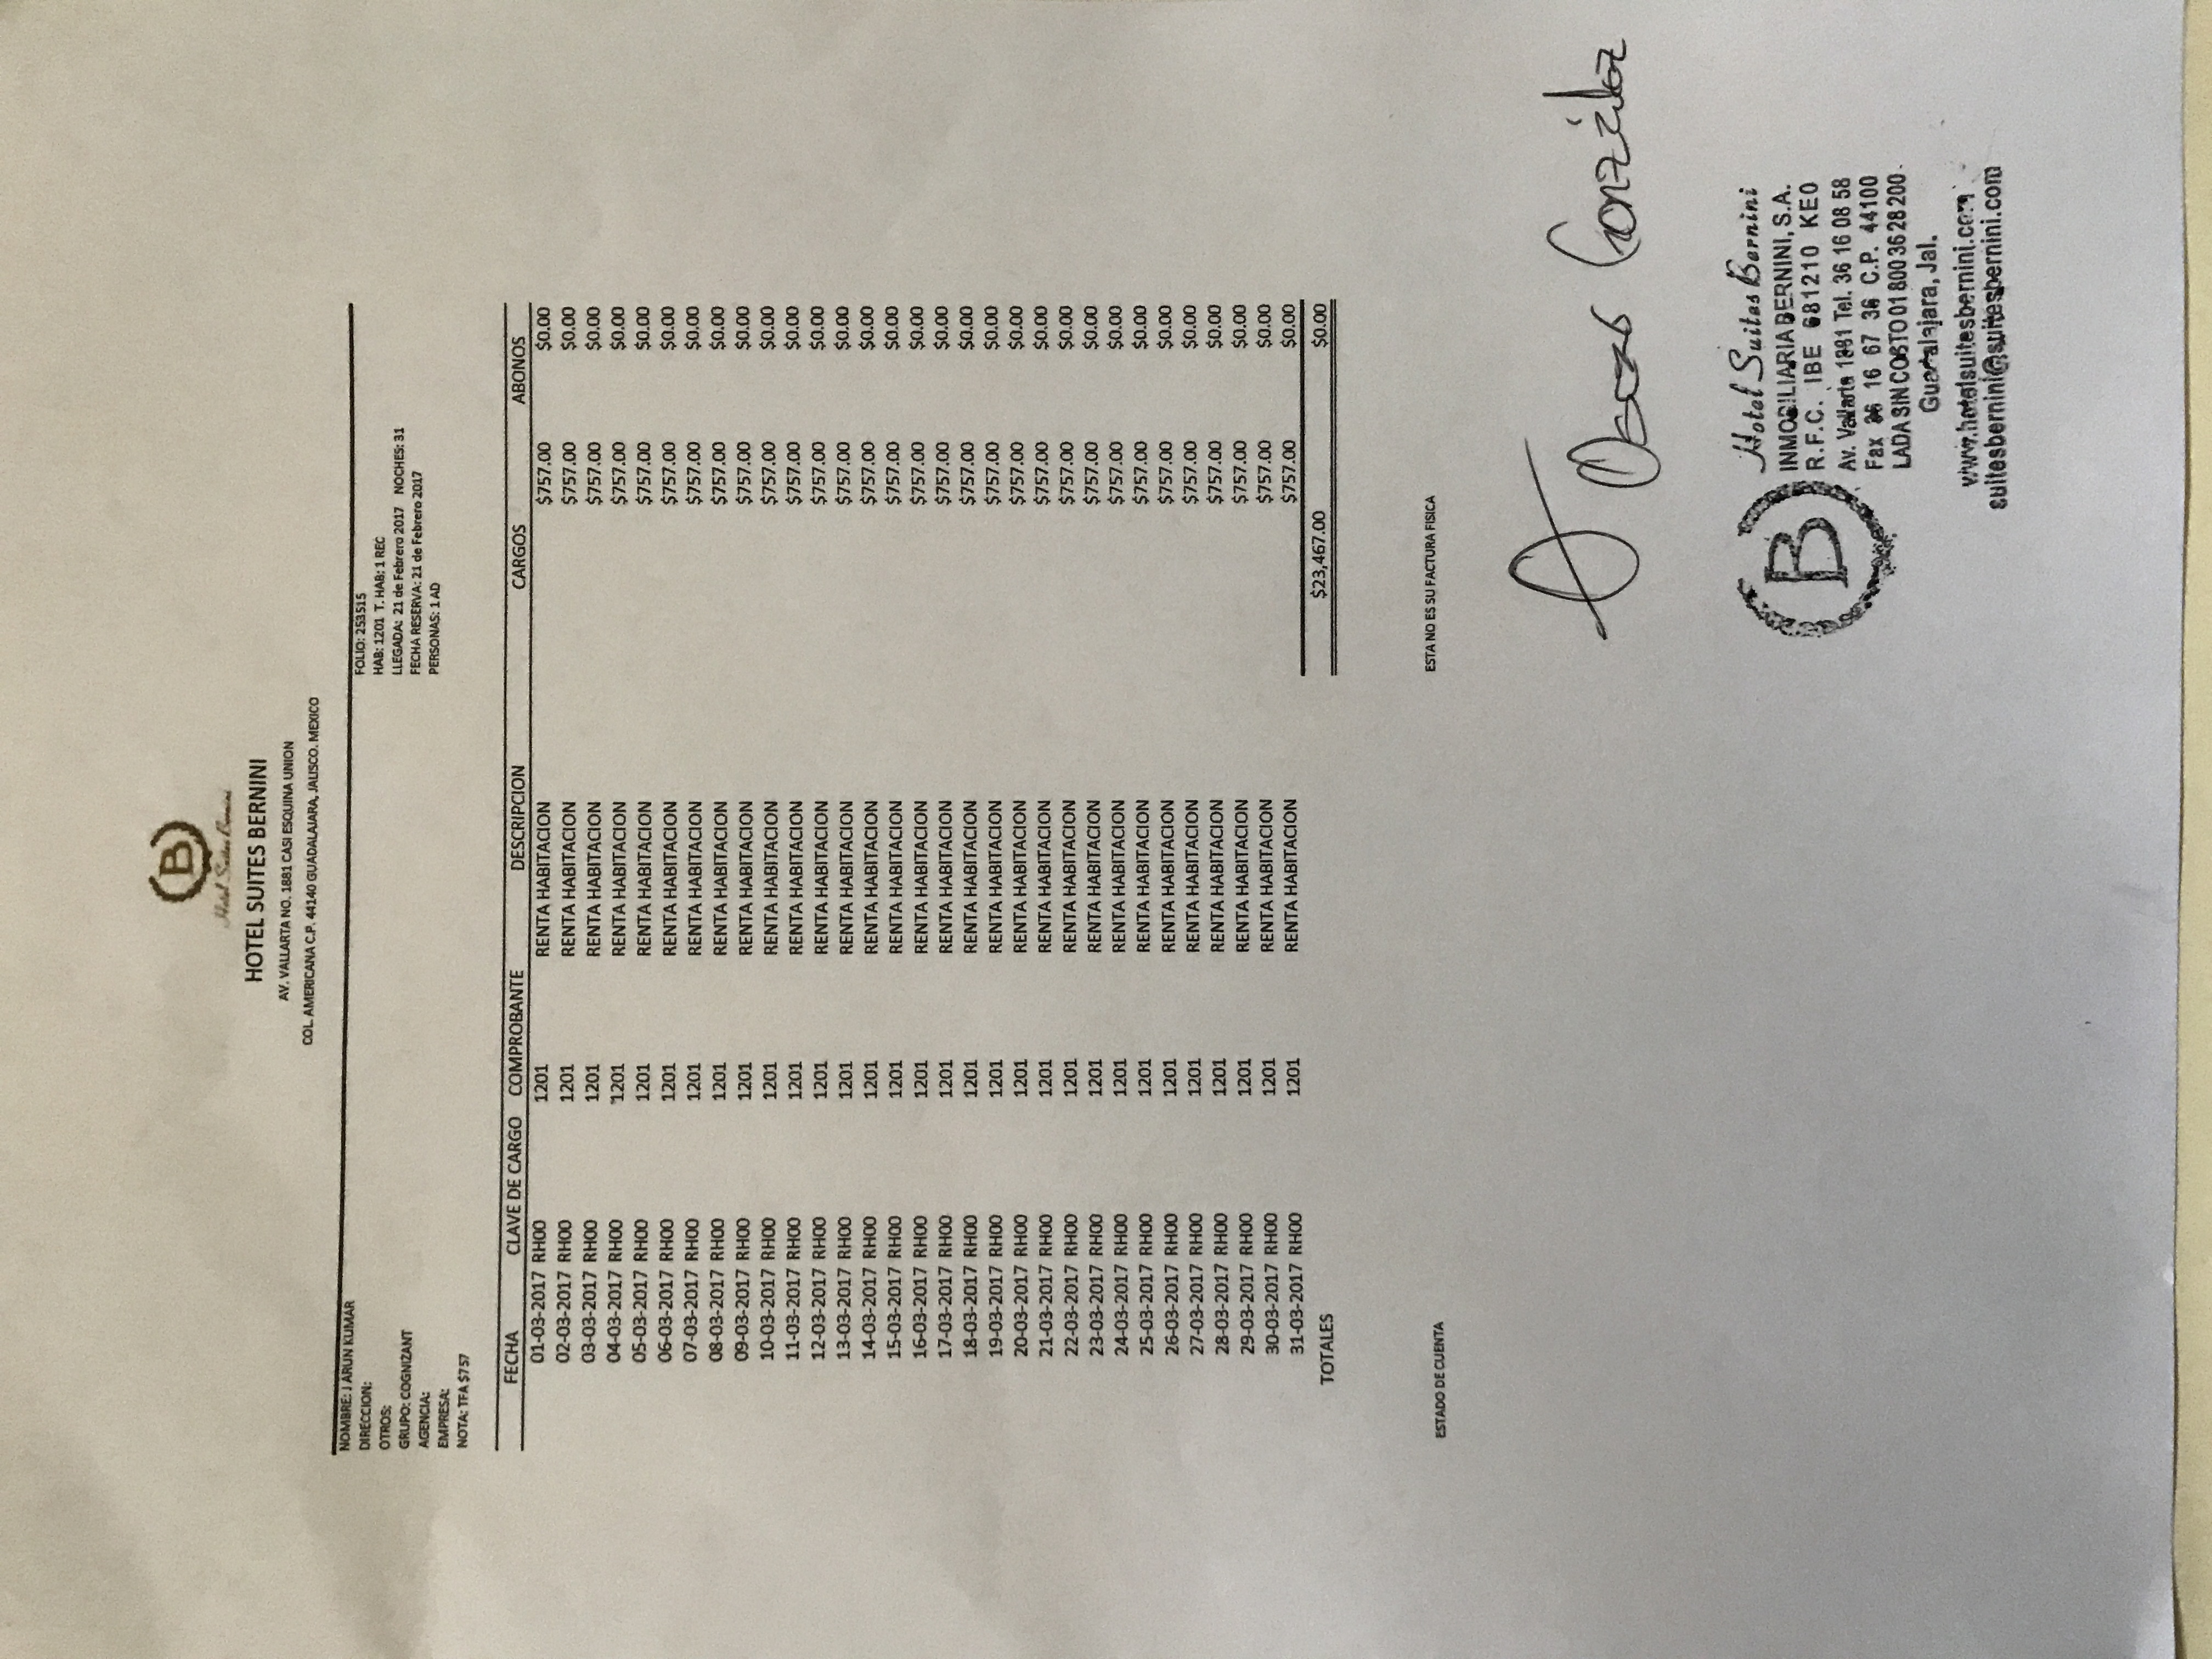 B
Hotel Suites Bernini
HOTEL SUITES BERNINI
AV. VALLARTA NO. 1881 CASI ESQUINA UNION
COL. AMERICANA C.P. 44140 GUADALAJARA, JALISCO. MEXICO
NOMBRE: J ARUN KUMAR FOLIO: 253515
DIRECCION: HAB: 1201 T. HAB: 1 REC
OTROS: LLEGADA: 21 de Febrero 2017 NOCHES: 31
GRUPO: COGNIZANT FECHA RESERVA: 21 de Febrero 2017
AGENCIA: PERSONAS: 1 AD
EMPRESA:
NOTA: TFA $757
FECHA CLAVE DE CARGO COMPROBANTE DESCRIPCION CARGOS ABONOS
01-03-2017 RH00 1201 RENTA HABITACION $757.00 $0.00
02-03-2017 RH00 1201 RENTA HABITACION $757.00 $0.00
03-03-2017 RH00 1201 RENTA HABITACION $757.00 $0.00
04-03-2017 RH00 1201 RENTA HABITACION $757.00 $0.00
05-03-2017 RH00 1201 RENTA HABITACION $757.00 $0.00
06-03-2017 RH00 1201 RENTA HABITACION $757.00 $0.00
07-03-2017 RH00 1201 RENTA HABITACION $757.00 $0.00
08-03-2017 RH00 1201 RENTA HABITACION $757.00 $0.00
09-03-2017 RH00 1201 RENTA HABITACION $757.00 $0.00
10-03-2017 RH00 1201 RENTA HABITACION $757.00 $0.00
11-03-2017 RH00 1201 RENTA HABITACION $757.00 $0.00
12-03-2017 RH00 1201 RENTA HABITACION $757.00 $0.00
13-03-2017 RH00 1201 RENTA HABITACION $757.00 $0.00
14-03-2017 RH00 1201 RENTA HABITACION $757.00 $0.00
15-03-2017 RH00 1201 RENTA HABITACION $757.00 $0.00
16-03-2017 RH00 1201 RENTA HABITACION $757.00 $0.00
17-03-2017 RH00 1201 RENTA HABITACION $757.00 $0.00
18-03-2017 RH00 1201 RENTA HABITACION $757.00 $0.00
19-03-2017 RH00 1201 RENTA HABITACION $757.00 $0.00
20-03-2017 RH00 1201 RENTA HABITACION $757.00 $0.00
21-03-2017 RH00 1201 RENTA HABITACION $757.00 $0.00
22-03-2017 RH00 1201 RENTA HABITACION $757.00 $0.00
23-03-2017 RH00 1201 RENTA HABITACION $757.00 $0.00
24-03-2017 RH00 1201 RENTA HABITACION $757.00 $0.00
25-03-2017 RH00 1201 RENTA HABITACION $757.00 $0.00
26-03-2017 RH00 1201 RENTA HABITACION $757.00 $0.00
27-03-2017 RH00 1201 RENTA HABITACION $757.00 $0.00
28-03-2017 RH00 1201 RENTA HABITACION $757.00 $0.00
29-03-2017 RH00 1201 RENTA HABITACION $757.00 $0.00
30-03-2017 RH00 1201 RENTA HABITACION $757.00 $0.00
31-03-2017 RH00 1201 RENTA HABITACION $757.00 $0.00
TOTALES $23,467.00 $0.00
ESTADO DE CUENTA ESTA NO ES SU FACTURA FISICA
González
B
Hotel Suites Bernini
INMOBILIARIA BERNINI, S.A.
R.F.C. IBE 681210 KE0
Av. Vallarta 1881 Tel. 36 16 08 58
Fax 36 16 67 36 C.P. 44100
LADA SIN COSTO 01 800 36 28 200
Guadalajara, Jal.
www.hotelsuitesbernini.com
suitesbernini@suitesbernini.com